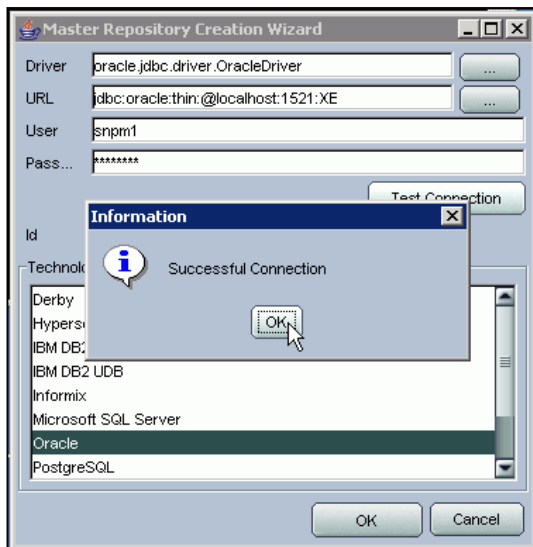 Master Repository Creation Wizard
Driver oracle.jdbc.driver.OracleDriver ...
URL jdbc:oracle:thin:@localhost:1521:XE ...
User snpm1
Pass... ********
Test Connection
Information
Id
Successful Connection
OK
Derby
IBM DB2 UDB
Informix
Microsoft SQL Server
Oracle
PostgreSQL
OK Cancel